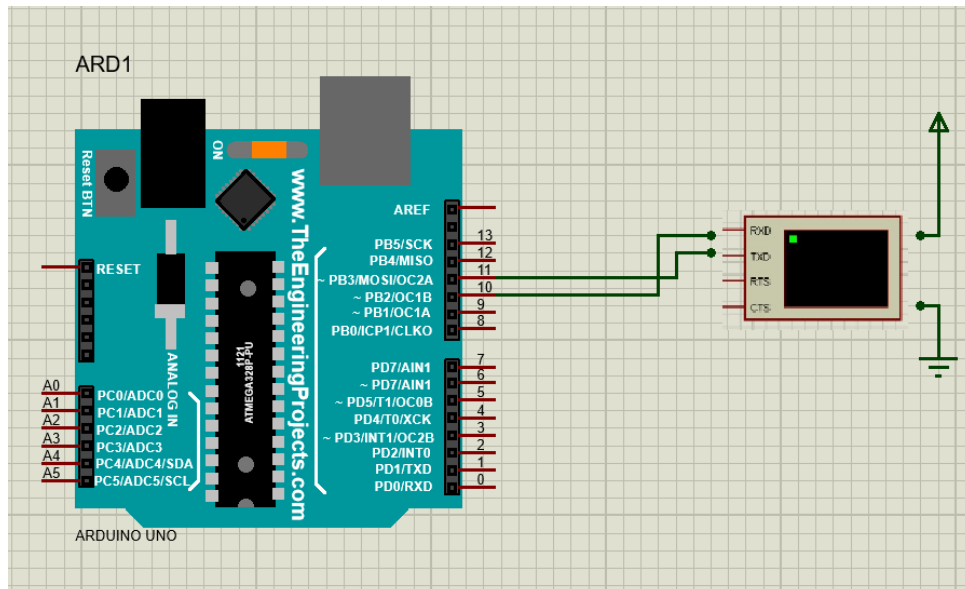 ARD1
Reset BTN
ON
www.TheEngineeringProjects.com
RESET
ANALOG IN
1121
ATMEGA328P-PU
AREF
PB5/SCK 13
PB4/MISO 12
~ PB3/MOSI/OC2A 11
~ PB2/OC1B 10
~ PB1/OC1A 9
PB0/ICP1/CLKO 8
PD7/AIN1 7
~ PD7/AIN1 6
~ PD5/T1/OC0B 5
PD4/T0/XCK 4
~ PD3/INT1/OC2B 3
PD2/INT0 2
PD1/TXD 1
PD0/RXD 0
A0 PC0/ADC0
A1 PC1/ADC1
A2 PC2/ADC2
A3 PC3/ADC3
A4 PC4/ADC4/SDA
A5 PC5/ADC5/SCL
ARDUINO UNO
RXD
TXD
RTS
CTS